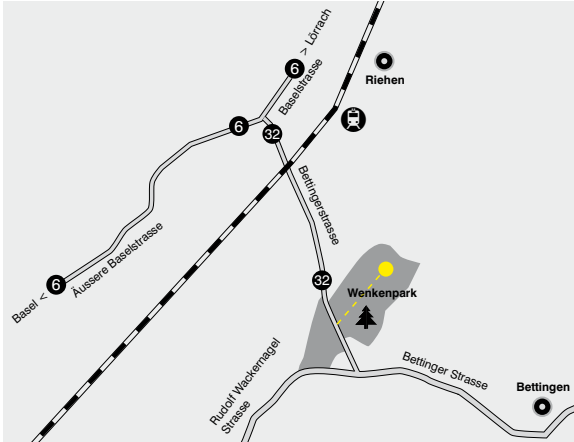 > Lörrach
6
Baselstrasse
Riehen
6
32
Bettingerstrasse
Äussere Baselstrasse
6
Basel <
32
Wenkenpark
Rudolf Wackernagel
Strasse
Bettinger Strasse
Bettingen